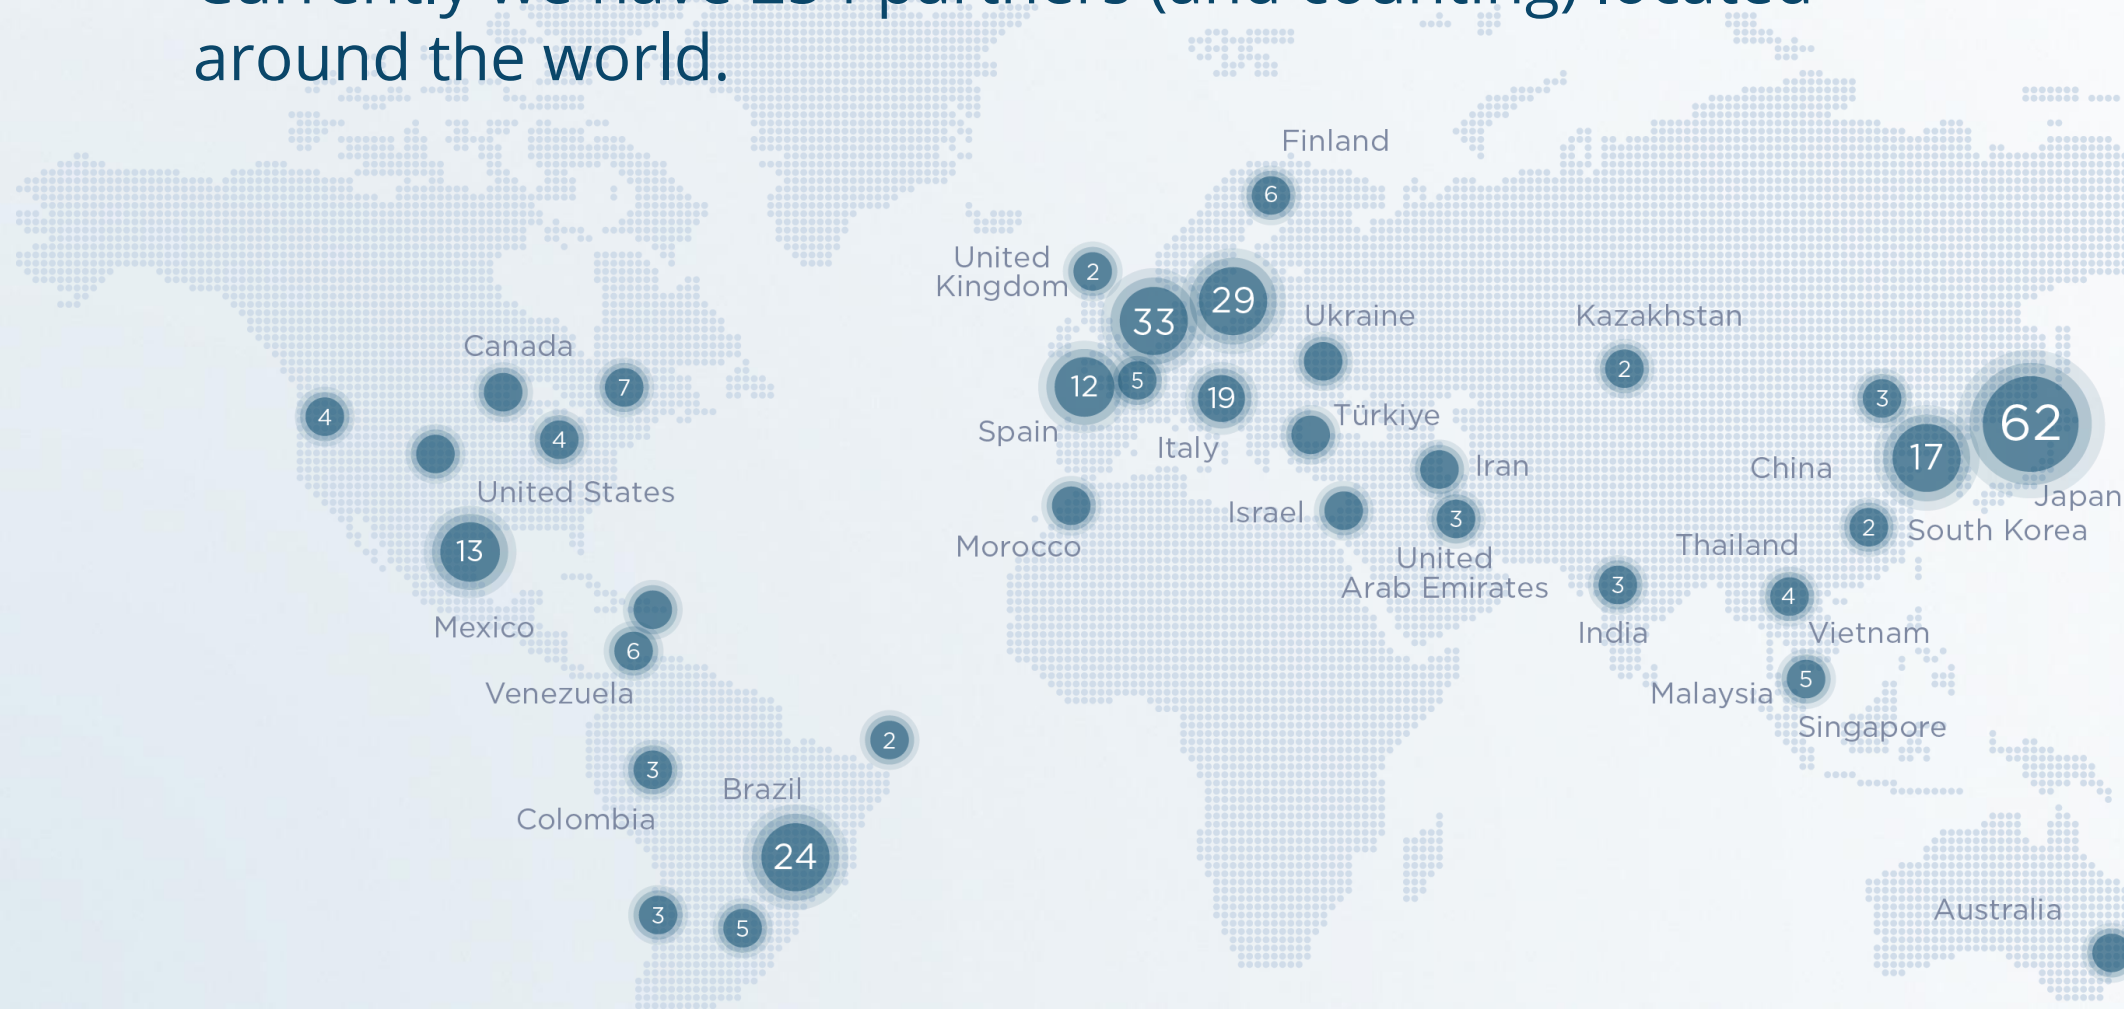 around the world.
Finland
6
United
Kingdom
2
33
29
Ukraine
Kazakhstan
Canada
4
7
4
12
5
19
2
3
62
Türkiye
Spain
Italy
17
China
Iran
United States
Japan
Israel
3
2
South Korea
13
Morocco
Thailand
United
Arab Emirates
3
4
Mexico
6
India
Vietnam
Venezuela
5
Malaysia
Singapore
2
3
Brazil
Colombia
24
3
5
Australia